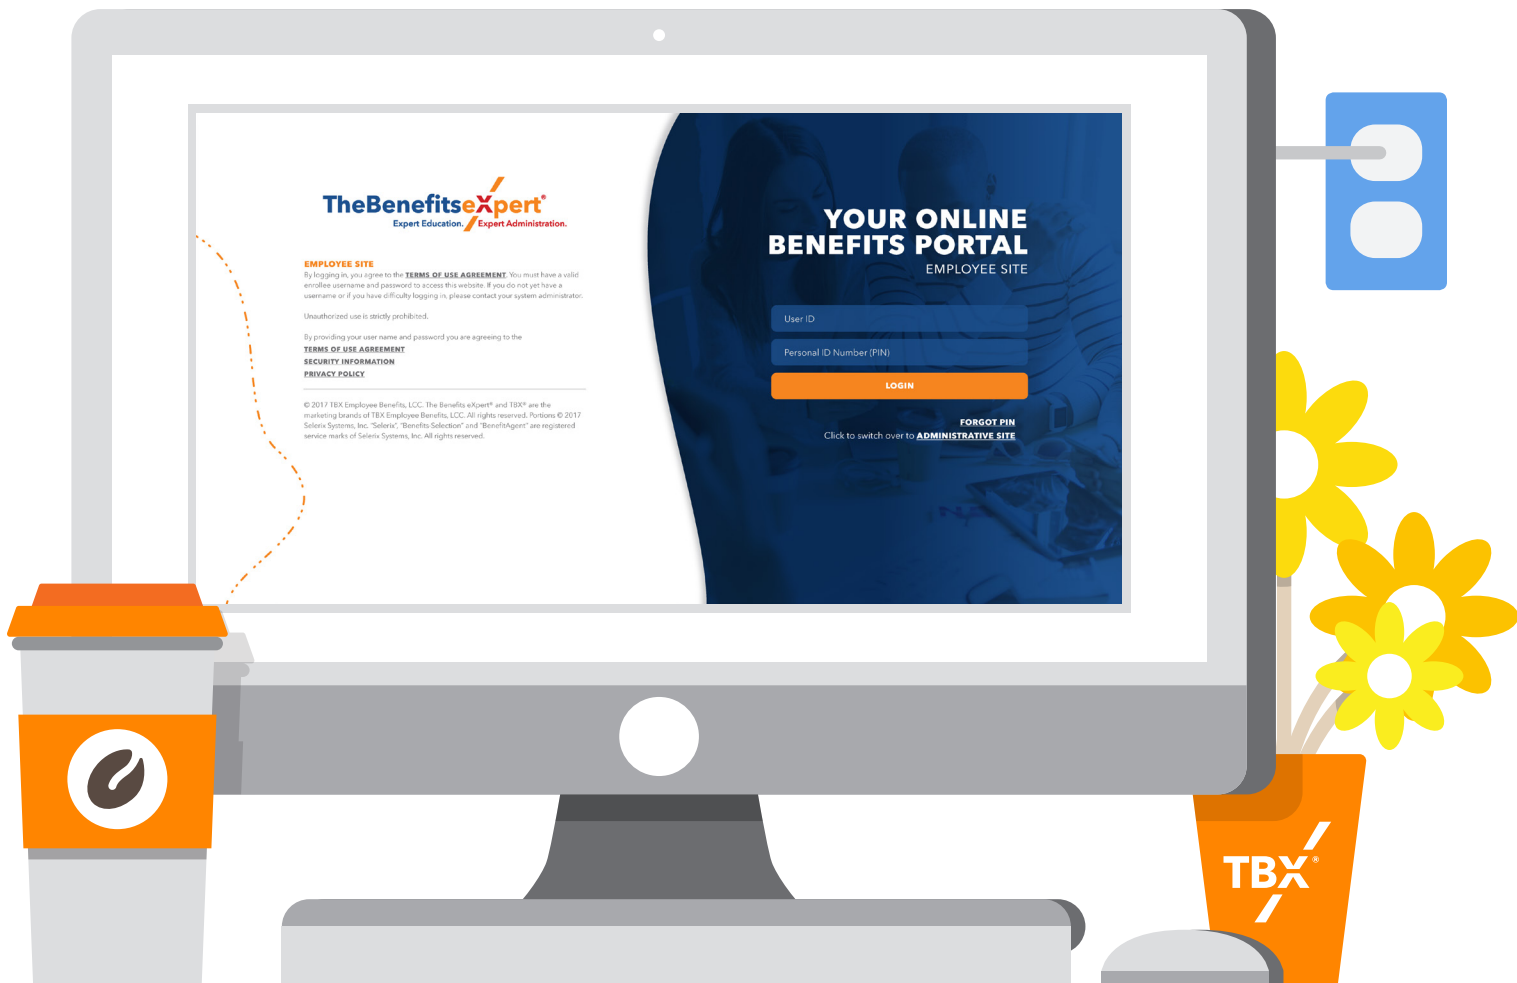 TheBenefitseXpert®
Expert Education. Expert Administration.
EMPLOYEE SITE
By logging in, you agree to the TERMS OF USE AGREEMENT. You must have a valid
enrollee username and password to access this website. If you do not yet have a
username or if you have difficulty logging in, please contact your system administrator.
Unauthorized use is strictly prohibited.
By providing your user name and password you are agreeing to the
TERMS OF USE AGREEMENT
SECURITY INFORMATION
PRIVACY POLICY
© 2017 TBX Employee Benefits, LCC. The Benefits eXpert® and TBX® are the
marketing brands of TBX Employee Benefits, LCC. All rights reserved. Portions © 2017
Selerix Systems, Inc. "Selerix", "Benefits Selection" and "BenefitAgent" are registered
service marks of Selerix Systems, Inc. All rights reserved.
YOUR ONLINE
BENEFITS PORTAL
EMPLOYEE SITE
User ID
Personal ID Number (PIN)
LOGIN
FORGOT PIN
Click to switch over to ADMINISTRATIVE SITE
TBX®